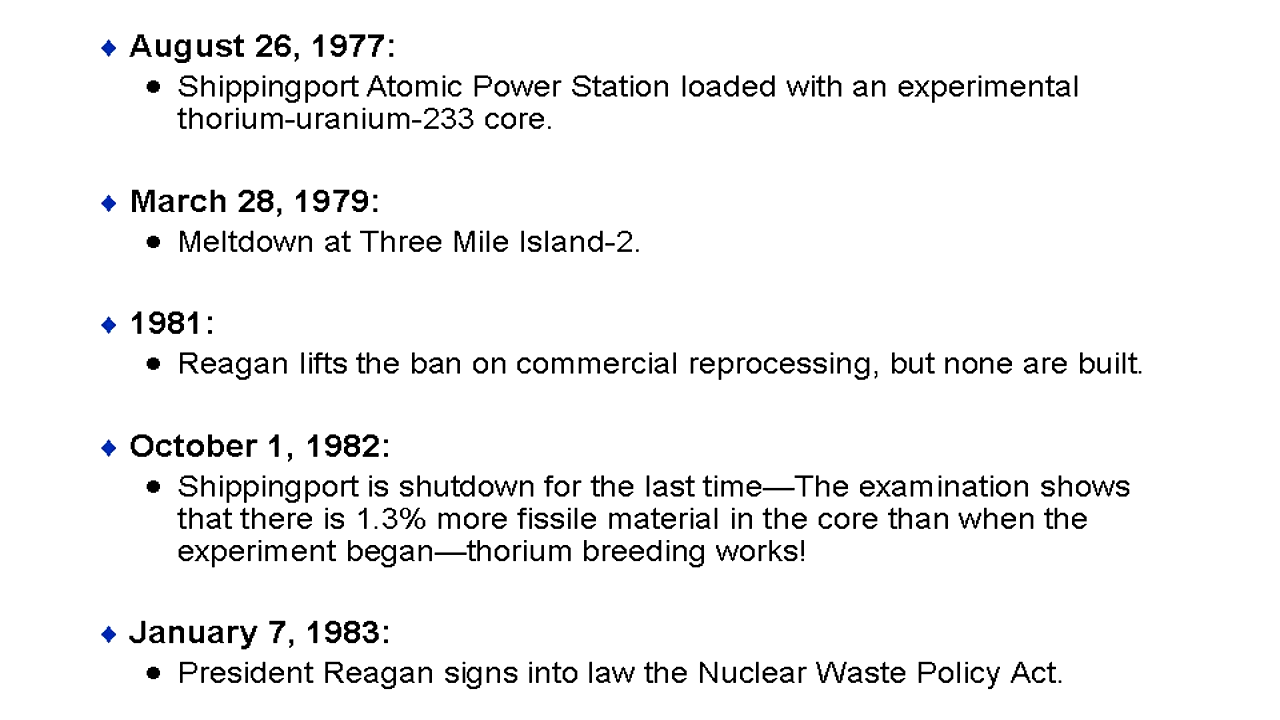 ♦ August 26, 1977:
• Shippingport Atomic Power Station loaded with an experimental
thorium-uranium-233 core.
♦ March 28, 1979:
• Meltdown at Three Mile Island-2.
♦ 1981:
• Reagan lifts the ban on commercial reprocessing, but none are built.
♦ October 1, 1982:
• Shippingport is shutdown for the last time—The examination shows
that there is 1.3% more fissile material in the core than when the
experiment began—thorium breeding works!
♦ January 7, 1983:
• President Reagan signs into law the Nuclear Waste Policy Act.